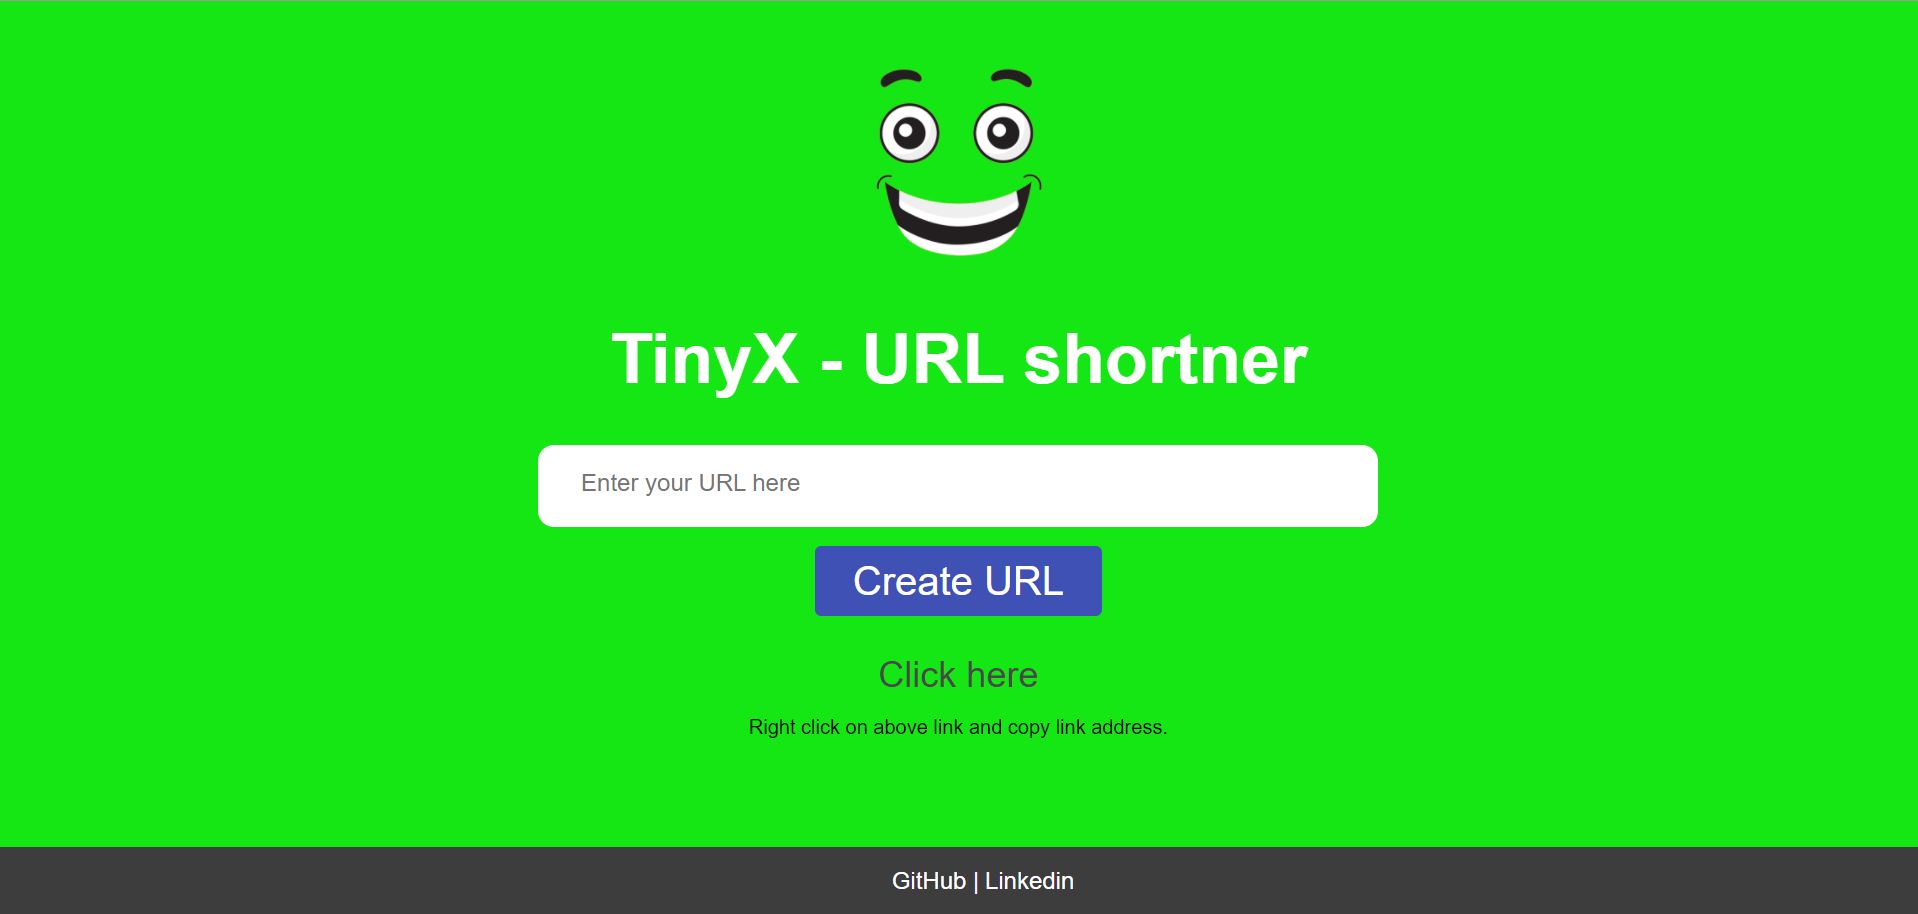 TinyX - URL shortner
Enter your URL here
Create URL
Click here
Right click on above link and copy link address.
GitHub | Linkedin